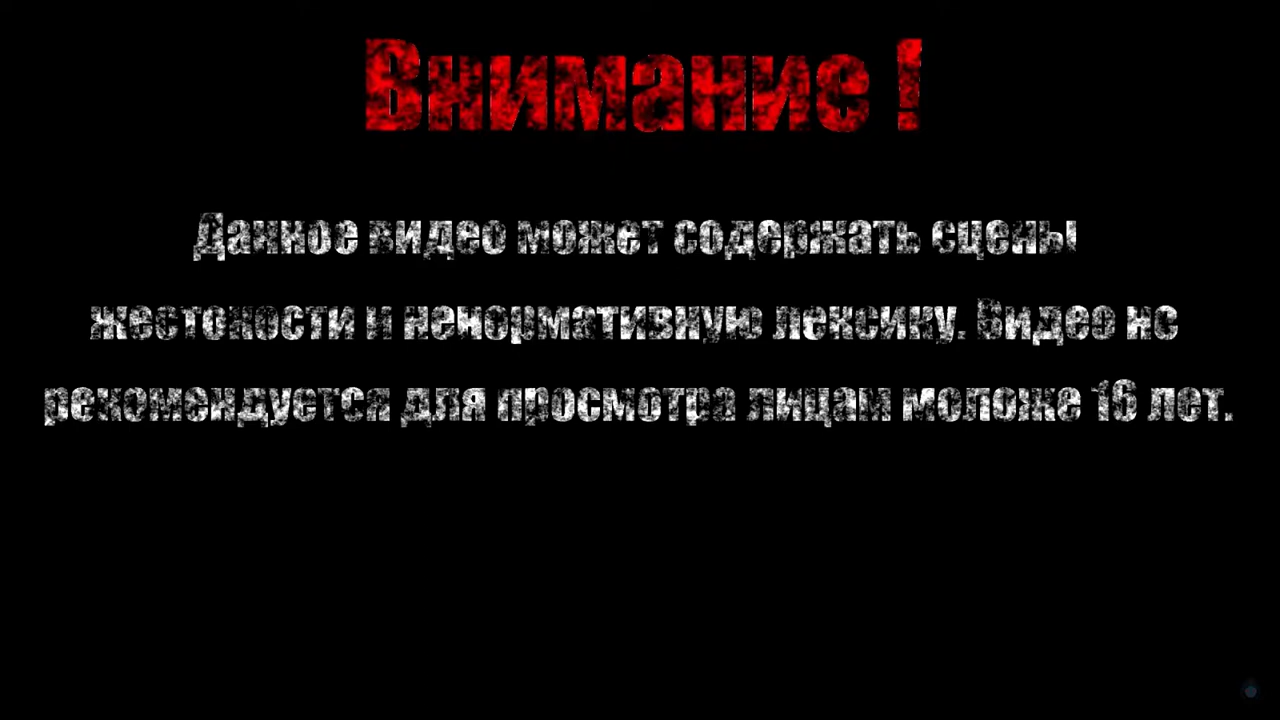 Внимание !
Данное видео может содержать сцены
жестокости и ненормативную лексику. Видео не
рекомендуется для просмотра лицам моложе 16 лет.